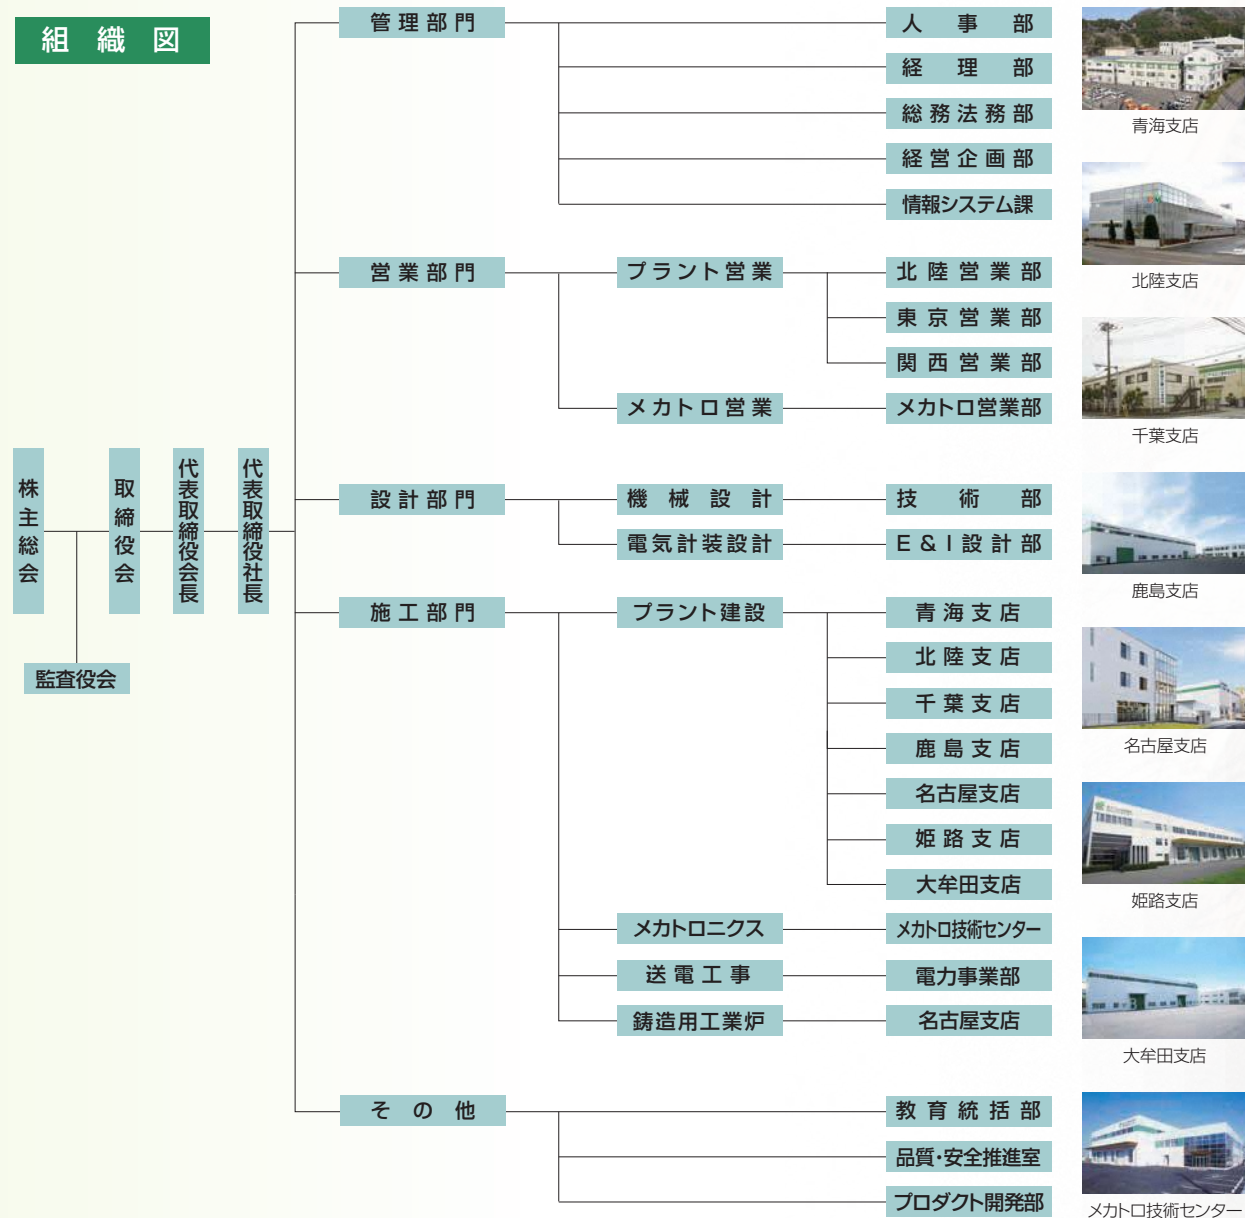 組織図
株主総会
取締役会
代表取締役会長
代表取締役社長
監査役会
管理部門
人事部
経理部
総務法務部
経営企画部
情報システム課
営業部門
プラント営業
北陸営業部
東京営業部
関西営業部
メカトロ営業
メカトロ営業部
設計部門
機械設計
技術部
電気計装設計
E&I設計部
施工部門
プラント建設
青海支店
北陸支店
千葉支店
鹿島支店
名古屋支店
姫路支店
大牟田支店
メカトロニクス
メカトロ技術センター
送電工事
電力事業部
鋳造用工業炉
名古屋支店
その他
教育統括部
品質・安全推進室
プロダクト開発部
青海支店
北陸支店
千葉支店
鹿島支店
名古屋支店
姫路支店
大牟田支店
メカトロ技術センター